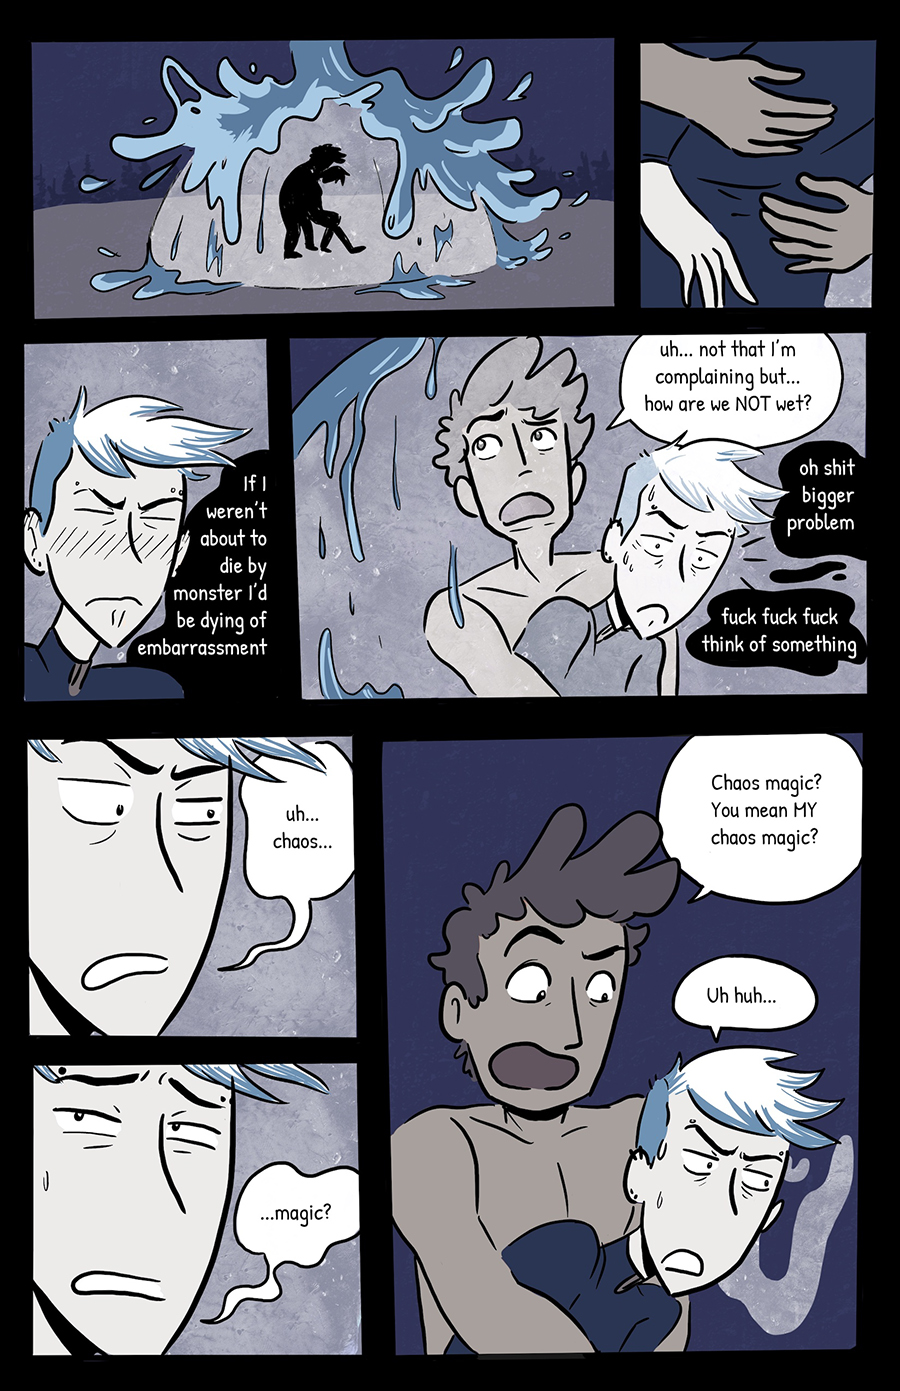 If I
weren't
about to
die by
monster I'd
be dying of
embarrassment
uh... not that I'm
complaining but...
how are we NOT wet?
oh shit
bigger
problem
fuck fuck fuck
think of something
uh...
chaos...
...magic?
Chaos magic?
You mean MY
chaos magic?
Uh huh...